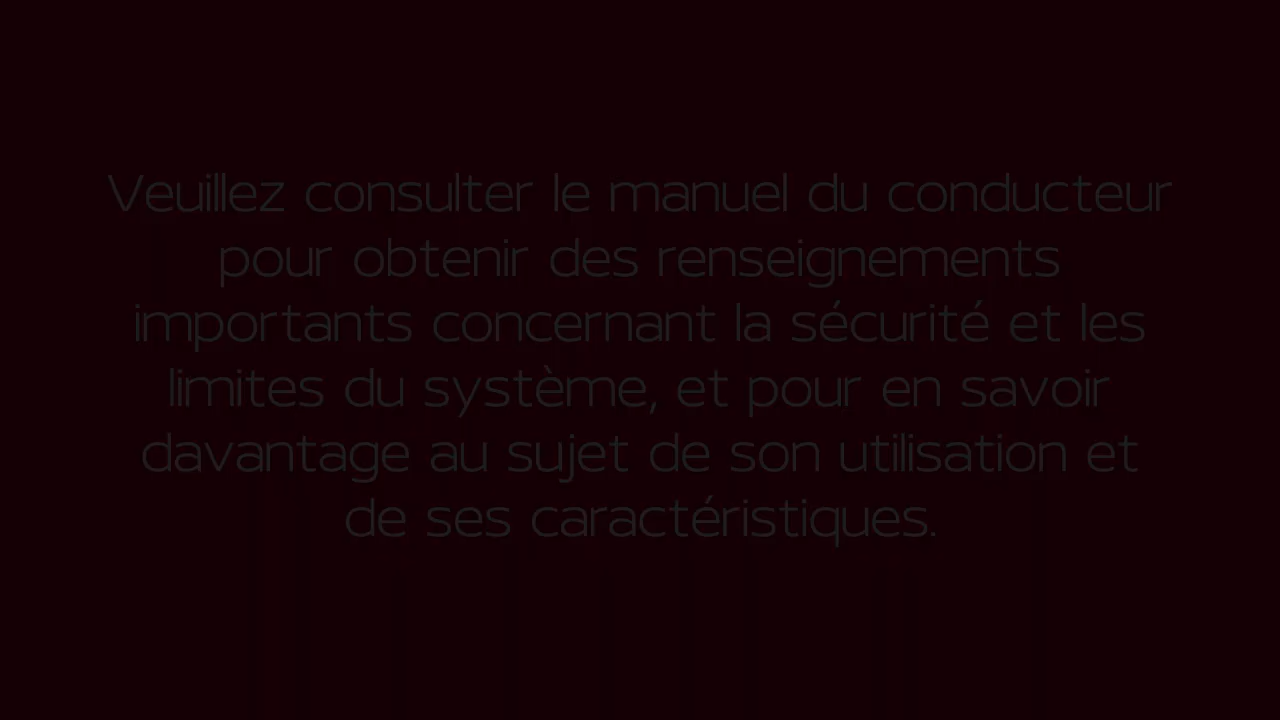 Veuillez consulter le manuel du conducteur
pour obtenir des renseignements
importants concernant la sécurité et les
limites du système, et pour en savoir
davantage au sujet de son utilisation et
de ses caractéristiques.